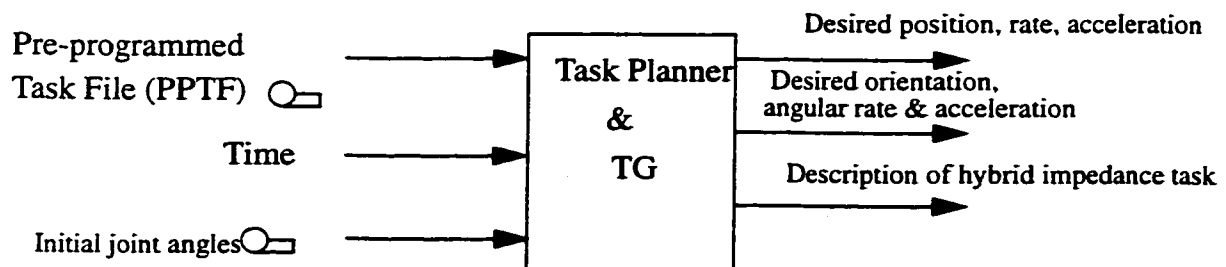 Pre-programmed
Task File (PPTF)
Time
Initial joint angles
Task Planner
&
TG
Desired position, rate, acceleration
Desired orientation,
angular rate & acceleration
Description of hybrid impedance task